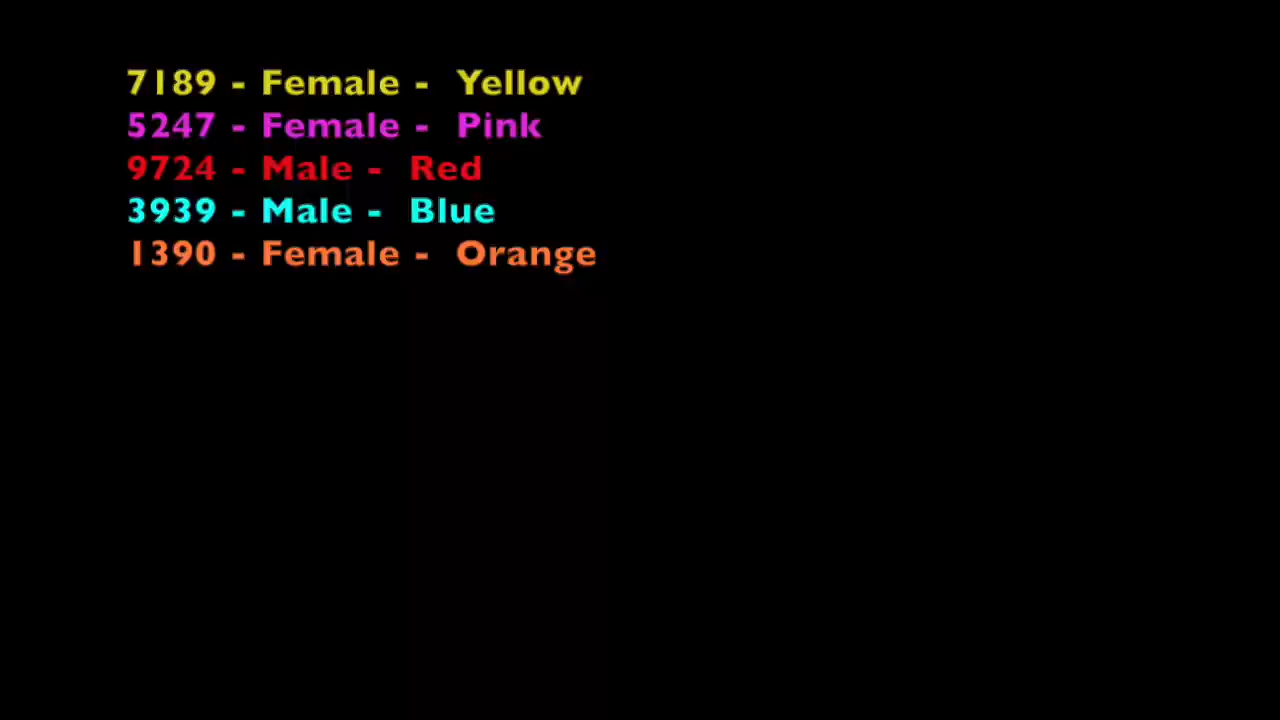 7189 - Female - Yellow
5247 - Female - Pink
9724 - Male - Red
3939 - Male - Blue
1390 - Female - Orange